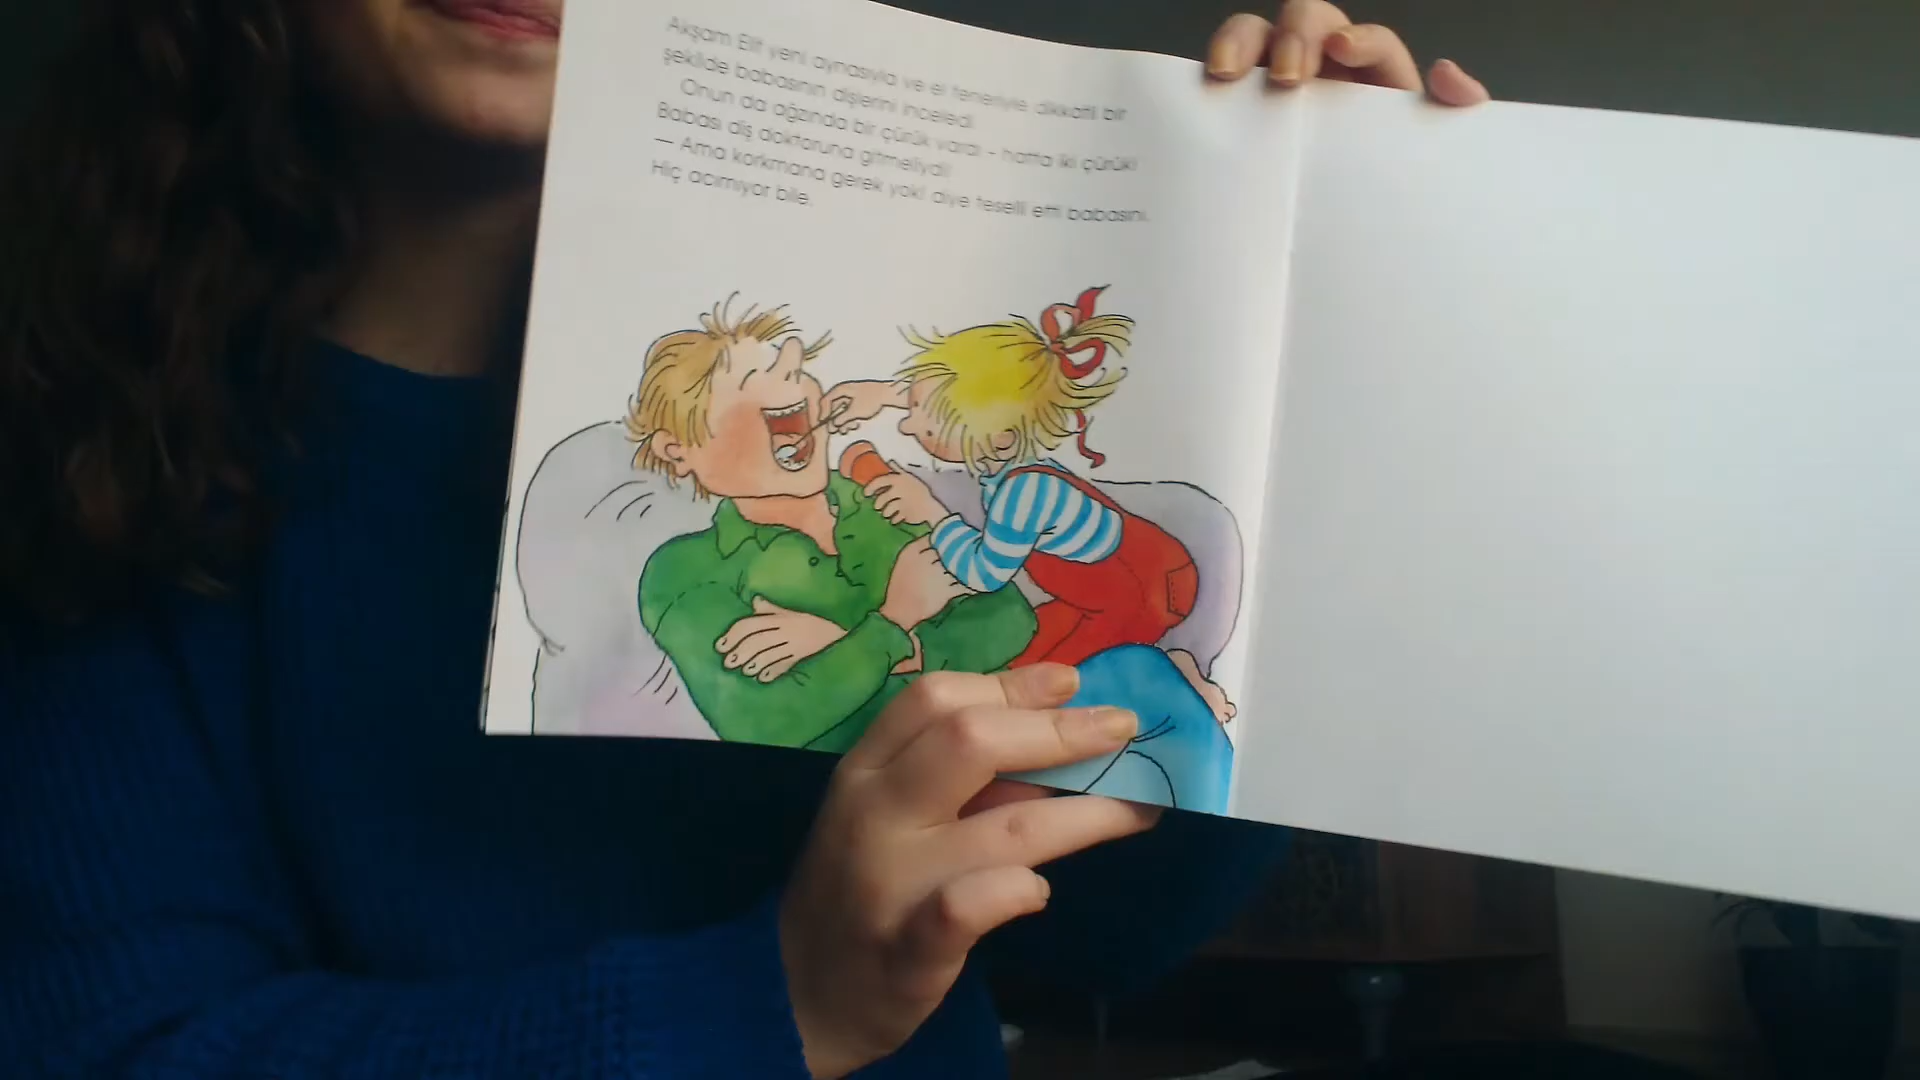 Akşam Elif yeni aynasıyla ve el feneriyle dikkatli bir
şekilde babasının dişlerini inceledi.
Onun da ağzında bir çürük vardı - hatta iki çürük!
Babası diş doktoruna gitmeliydi!
— Ama korkmana gerek yok! diye teselli etti babasını.
Hiç acımıyor bile.